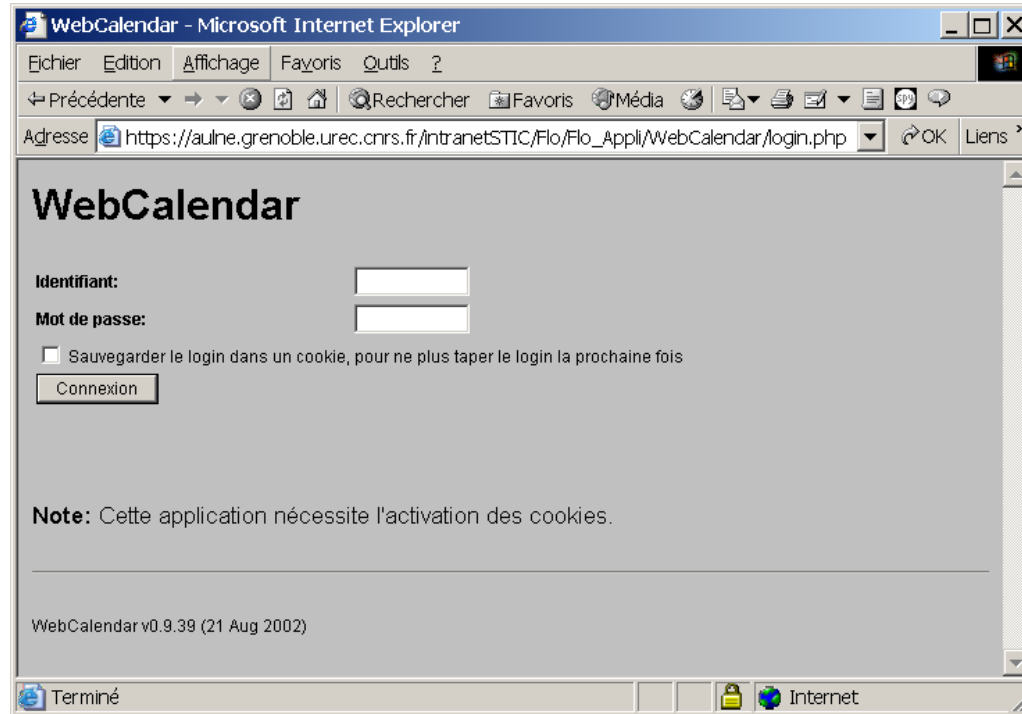 WebCalendar - Microsoft Internet Explorer
Fichier Edition Affichage Favoris Outils ?
Précédente Rechercher Favoris Média
Adresse https://aulne.grenoble.urec.cnrs.fr/intranetSTIC/Flo/Flo_Appli/WebCalendar/login.php OK Liens »
WebCalendar
Identifiant:
Mot de passe:
Sauvegarder le login dans un cookie, pour ne plus taper le login la prochaine fois
Connexion
Note: Cette application nécessite l'activation des cookies.
WebCalendar v0.9.39 (21 Aug 2002)
Terminé Internet